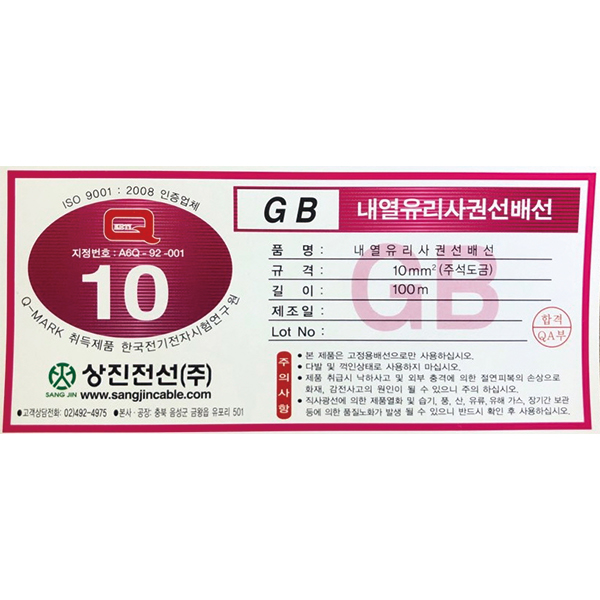 ISO 9001 : 2008 인증업체
Q
지정번호 : A6Q - 92 -001
10
Q-MARK 취득제품 한국전기전자시험연구원
상진전선(주)
SANG JIN
www.sangjincable.com
●고객상담전화: 02)492-4975 ●본사·공장: 충북 음성군 금왕읍 유포리 501
GB 내열유리사권선배선
GB
품 명 : 내열유리사권선배선
규 격 : 10mm² (주석도금)
길 이 : 100m
제조일 :
Lot No :
합격
QA부
주의사항
● 본 제품은 고정용배선으로만 사용하십시오.
● 다발 및 꺽인상태로 사용하지 마십시오.
● 제품 취급시 낙하사고 및 외부 충격에 의한 절연피복의 손상으로
화재, 감전사고의 원인이 될 수 있으니 주의 하십시오.
● 직사광선에 의한 제품열화 및 습기, 풍, 산, 유류, 유해 가스, 장기간 보관
등에 의한 품질노화가 발생 될 수 있으니 반드시 확인 후 사용하십시오.